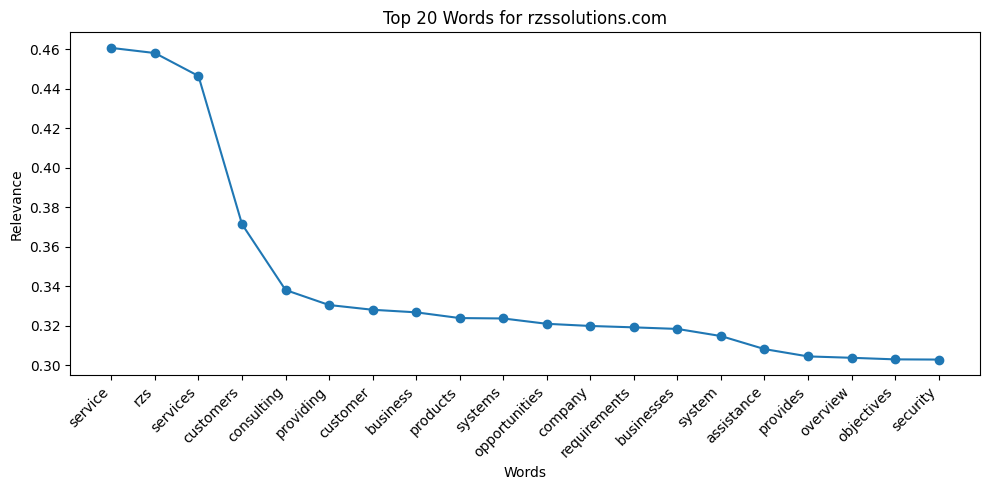 Top 20 Words for rzssolutions.com
Relevance
0.46
0.44
0.42
0.40
0.38
0.36
0.34
0.32
0.30
service
rzs
services
customers
consulting
providing
customer
business
products
systems
opportunities
company
requirements
businesses
system
assistance
provides
overview
objectives
security
Words